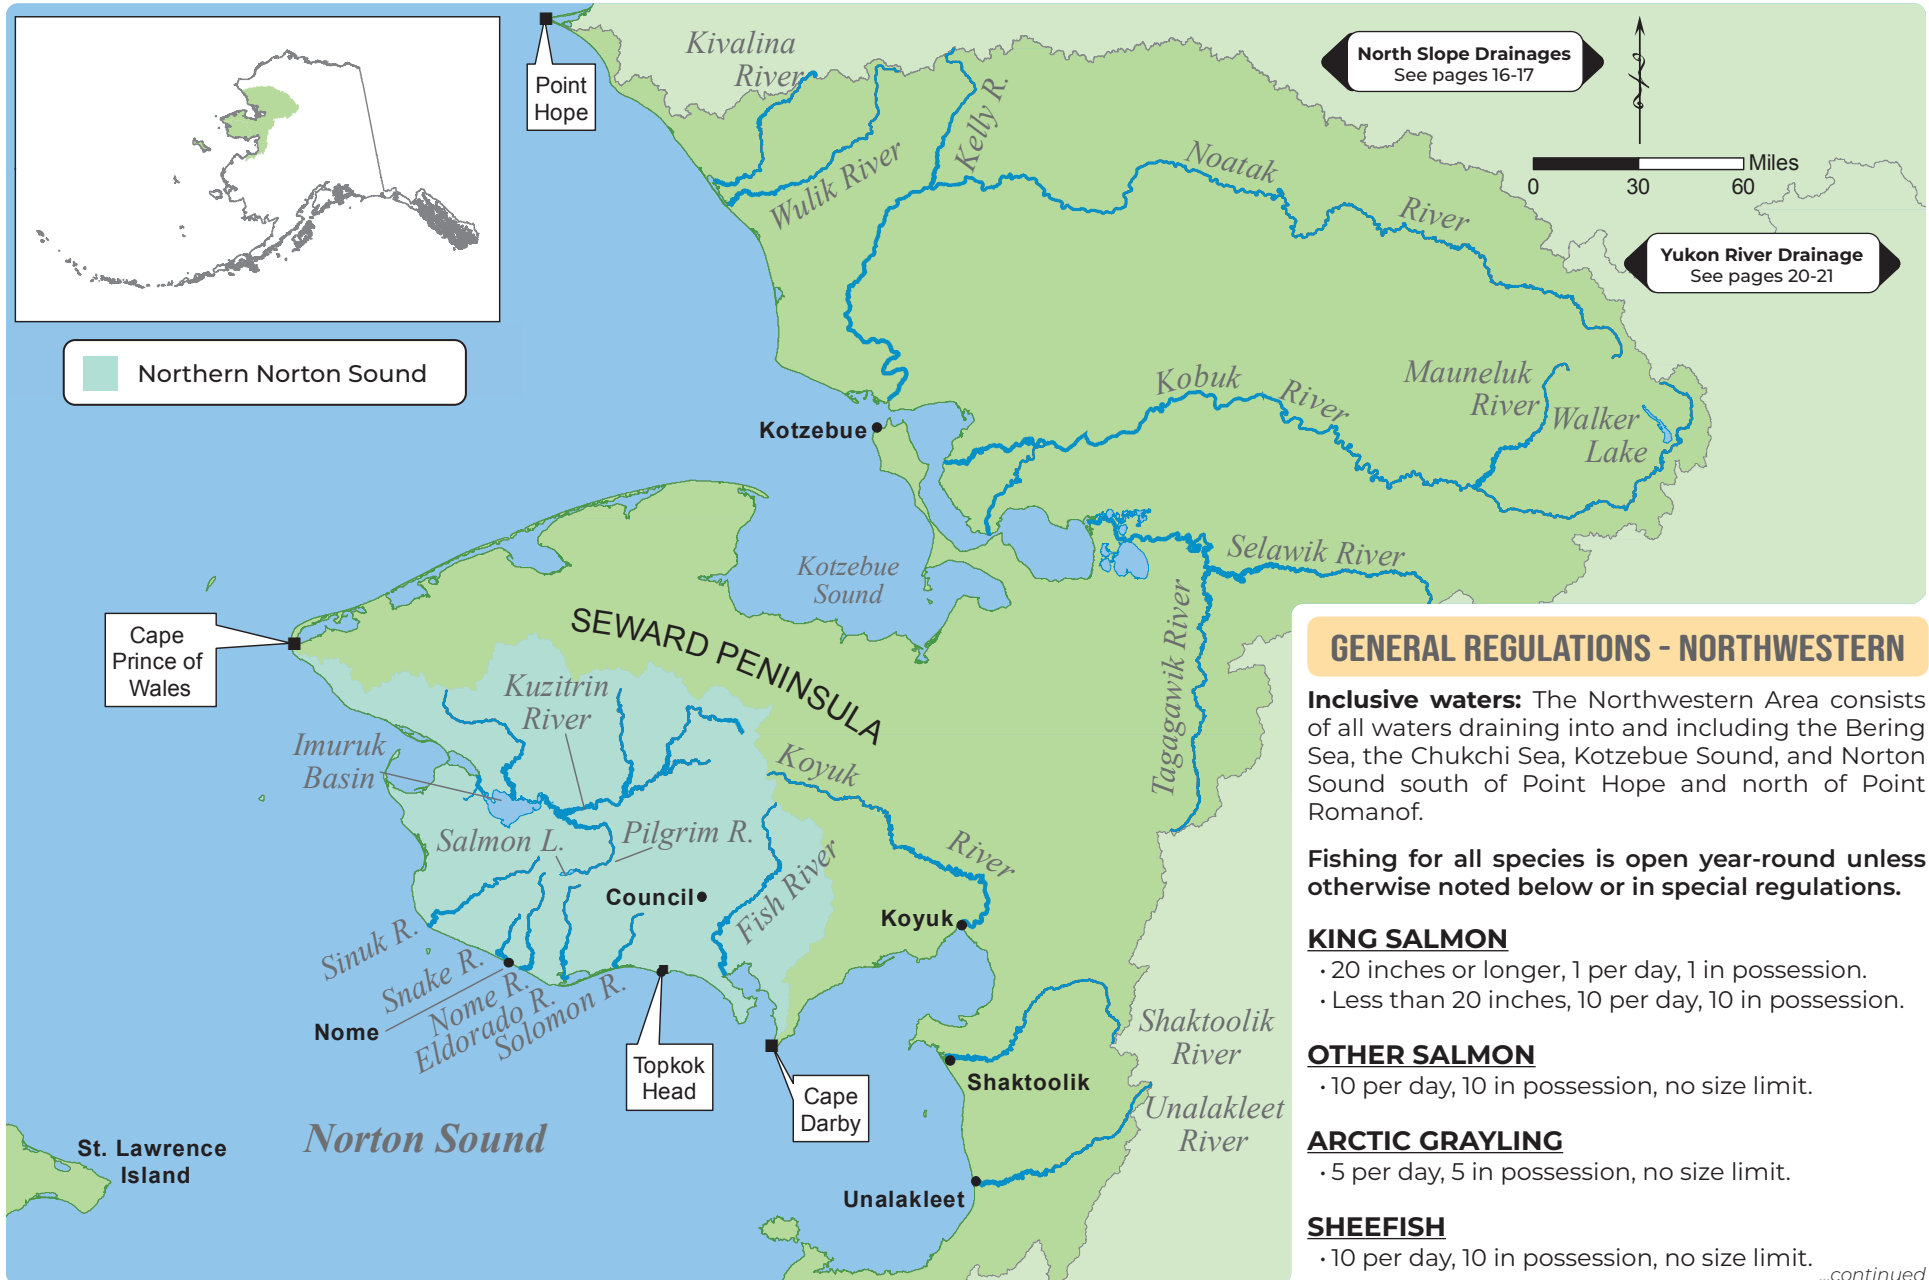 Kivalina
River
Point
Hope
Kelly R.
Wulik River
Noatak
River
North Slope Drainages
See pages 16-17
Miles
0 30 60
Yukon River Drainage
See pages 20-21
Northern Norton Sound
Kotzebue
Kobuk
River
Mauneluk
River
Walker
Lake
Kotzebue
Sound
Selawik River
Tagagawik River
Cape
Prince of
Wales
SEWARD PENINSULA
Kuzitrin
River
Imuruk
Basin
Koyuk
River
Salmon L.
Pilgrim R.
Council
Fish River
Koyuk
Sinuk R.
Snake R.
Nome
Nome R.
Eldorado R.
Solomon R.
Topkok
Head
Cape
Darby
Shaktoolik
River
Shaktoolik
Unalakleet
River
Unalakleet
Norton Sound
St. Lawrence
Island
GENERAL REGULATIONS - NORTHWESTERN
Inclusive waters: The Northwestern Area consists
of all waters draining into and including the Bering
Sea, the Chukchi Sea, Kotzebue Sound, and Norton
Sound south of Point Hope and north of Point
Romanof.
Fishing for all species is open year-round unless
otherwise noted below or in special regulations.
KING SALMON
· 20 inches or longer, 1 per day, 1 in possession.
· Less than 20 inches, 10 per day, 10 in possession.
OTHER SALMON
· 10 per day, 10 in possession, no size limit.
ARCTIC GRAYLING
· 5 per day, 5 in possession, no size limit.
SHEEFISH
· 10 per day, 10 in possession, no size limit.
...continued